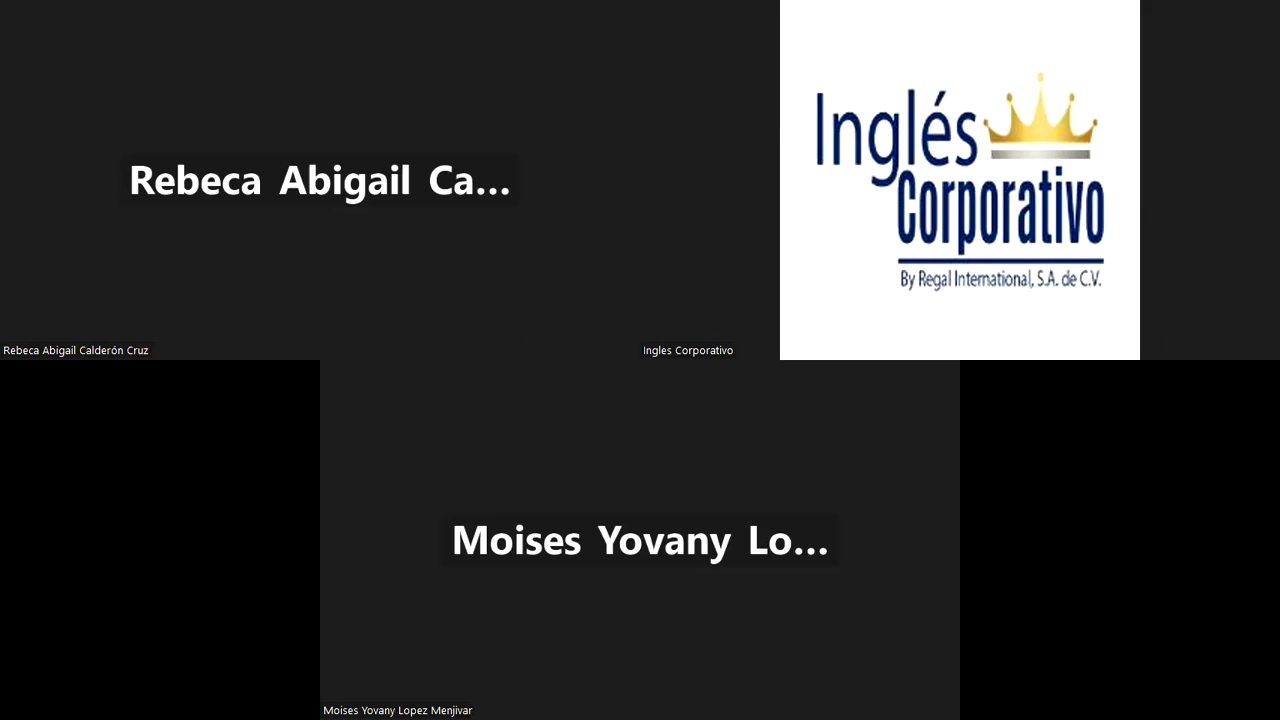 Rebeca Abigail Ca...
Rebeca Abigail Calderón Cruz
Inglés
Corporativo
By Regal International, S.A. de C.V.
Ingles Corporativo
Moises Yovany Lo...
Moises Yovany Lopez Menjivar